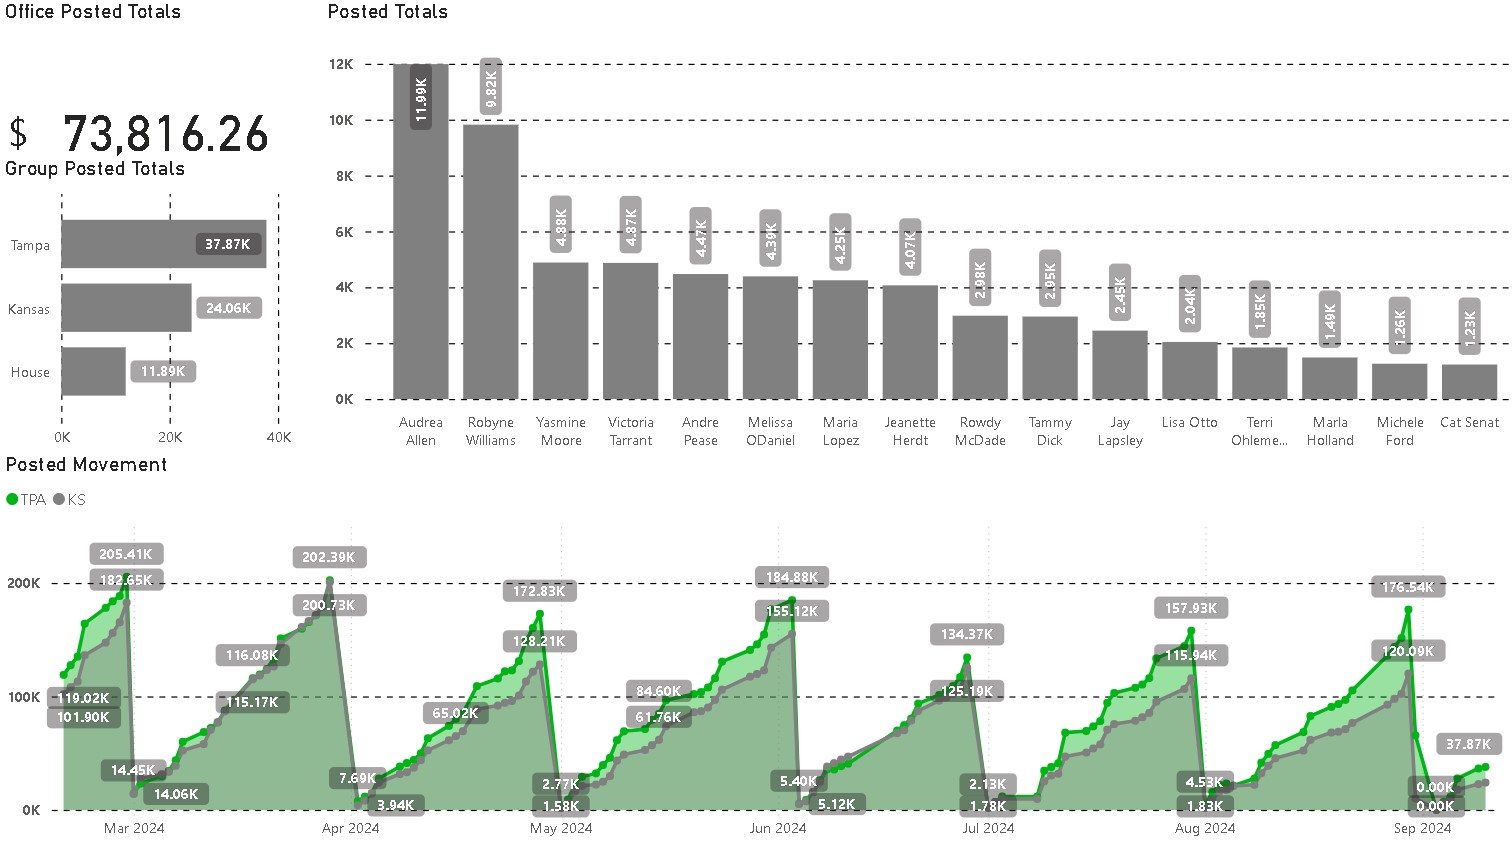 Office Posted Totals
$ 73,816.26
Group Posted Totals
Tampa 37.87K
Kansas 24.06K
House 11.89K
0K 20K 40K
Posted Totals
12K
10K
8K
6K
4K
2K
0K
11.99K 9.82K 4.88K 4.87K 4.47K 4.39K 4.25K 4.07K 2.98K 2.95K 2.45K 2.04K 1.85K 1.49K 1.26K 1.23K
Audrea Robyne Yasmine Victoria Andre Melissa Maria Jeanette Rowdy Tammy Jay Lisa Otto Terri Marla Michele Cat Senat
Allen Williams Moore Tarrant Pease ODaniel Lopez Herdt McDade Dick Lapsley Ohleme... Holland Ford
Posted Movement
TPA KS
200K
100K
0K
205.41K
182.65K
119.02K
101.90K
14.45K
14.06K
202.39K
200.73K
116.08K
115.17K
7.69K
3.94K
172.83K
128.21K
65.02K
2.77K
1.58K
184.88K
155.12K
84.60K
61.76K
5.40K
5.12K
134.37K
125.19K
2.13K
1.78K
157.93K
115.94K
4.53K
1.83K
176.54K
120.09K
37.87K
0.00K
0.00K
Mar 2024 Apr 2024 May 2024 Jun 2024 Jul 2024 Aug 2024 Sep 2024